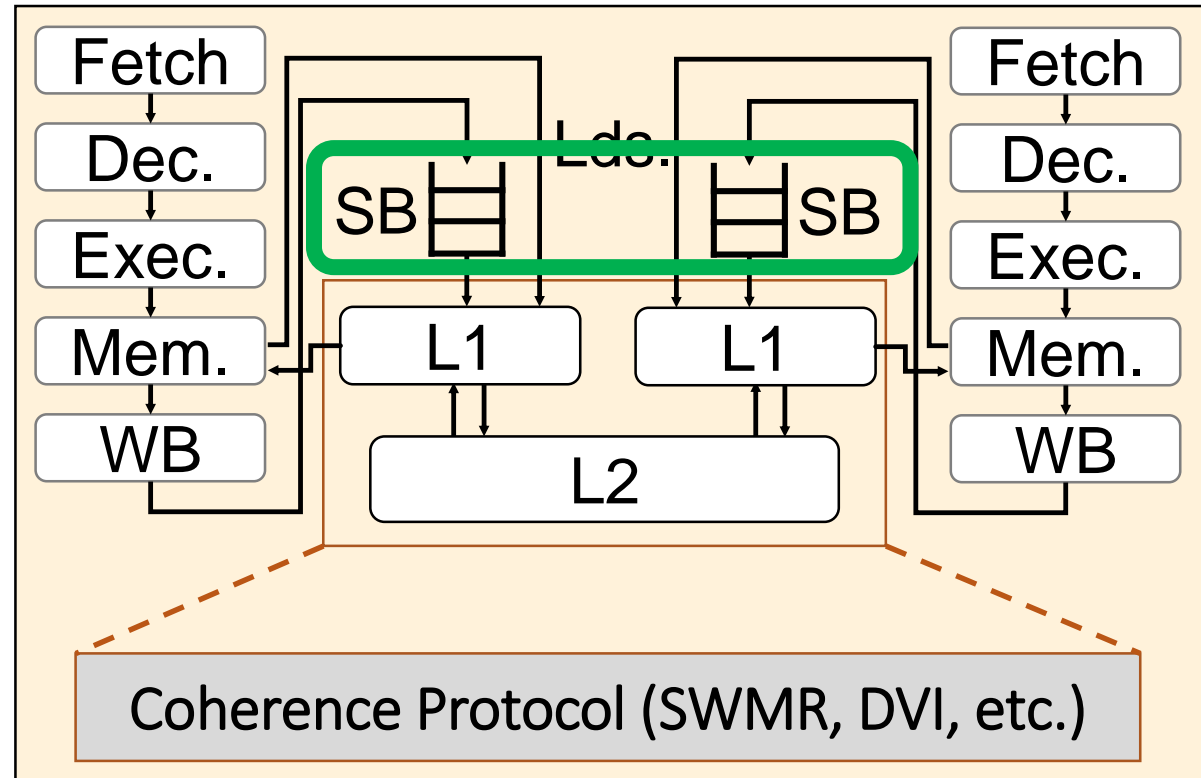 Fetch
Dec.
Exec.
Mem.
WB
Lds.
SB
SB
L1
L1
L2
Fetch
Dec.
Exec.
Mem.
WB
Coherence Protocol (SWMR, DVI, etc.)